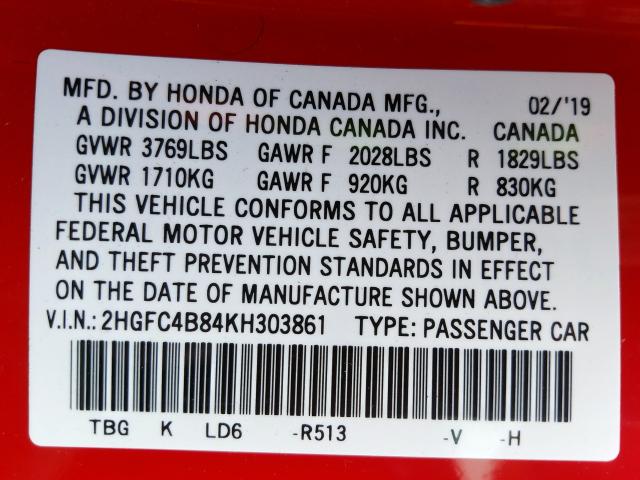 MFD. BY HONDA OF CANADA MFG., 02/'19
A DIVISION OF HONDA CANADA INC. CANADA
GVWR 3769LBS GAWR F 2028LBS R 1829LBS
GVWR 1710KG GAWR F 920KG R 830KG
THIS VEHICLE CONFORMS TO ALL APPLICABLE
FEDERAL MOTOR VEHICLE SAFETY, BUMPER,
AND THEFT PREVENTION STANDARDS IN EFFECT
ON THE DATE OF MANUFACTURE SHOWN ABOVE.
V.I.N.: 2HGFC4B84KH303861 TYPE: PASSENGER CAR
TBG K LD6 -R513 -V -H